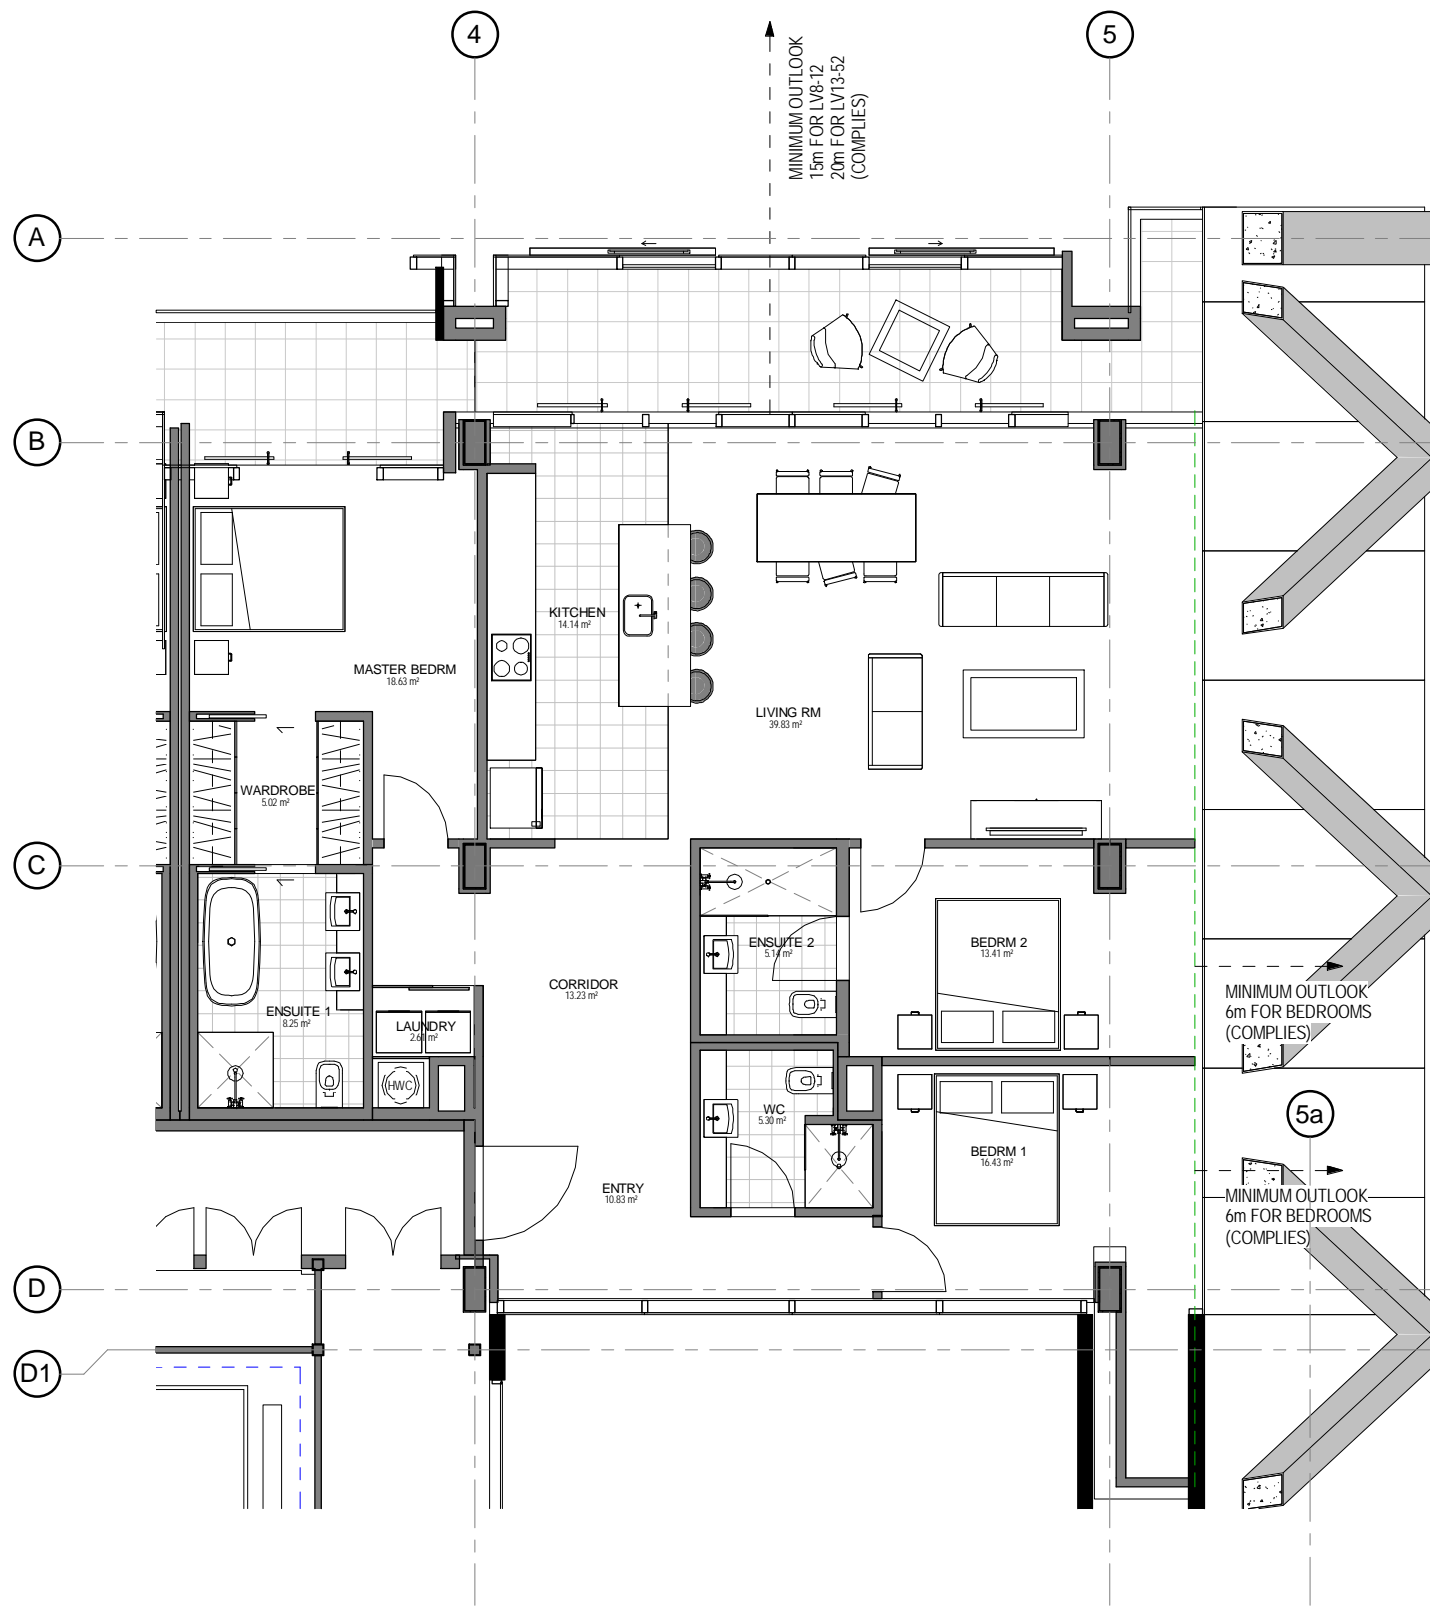 4
5
MINIMUM OUTLOOK
15m FOR LV8-12
20m FOR LV13-52
(COMPLIES)
A
B
KITCHEN
14.14 m²
MASTER BEDRM
18.63 m²
LIVING RM
39.83 m²
WARDROBE
5.02 m²
C
ENSUITE 2
5.14 m²
BEDRM 2
13.41 m²
CORRIDOR
13.23 m²
MINIMUM OUTLOOK
6m FOR BEDROOMS
(COMPLIES)
ENSUITE 1
8.25 m²
LAUNDRY
2.61 m²
HWC
WC
5.30 m²
5a
BEDRM 1
16.43 m²
ENTRY
10.83 m²
MINIMUM OUTLOOK
6m FOR BEDROOMS
(COMPLIES)
D
D1